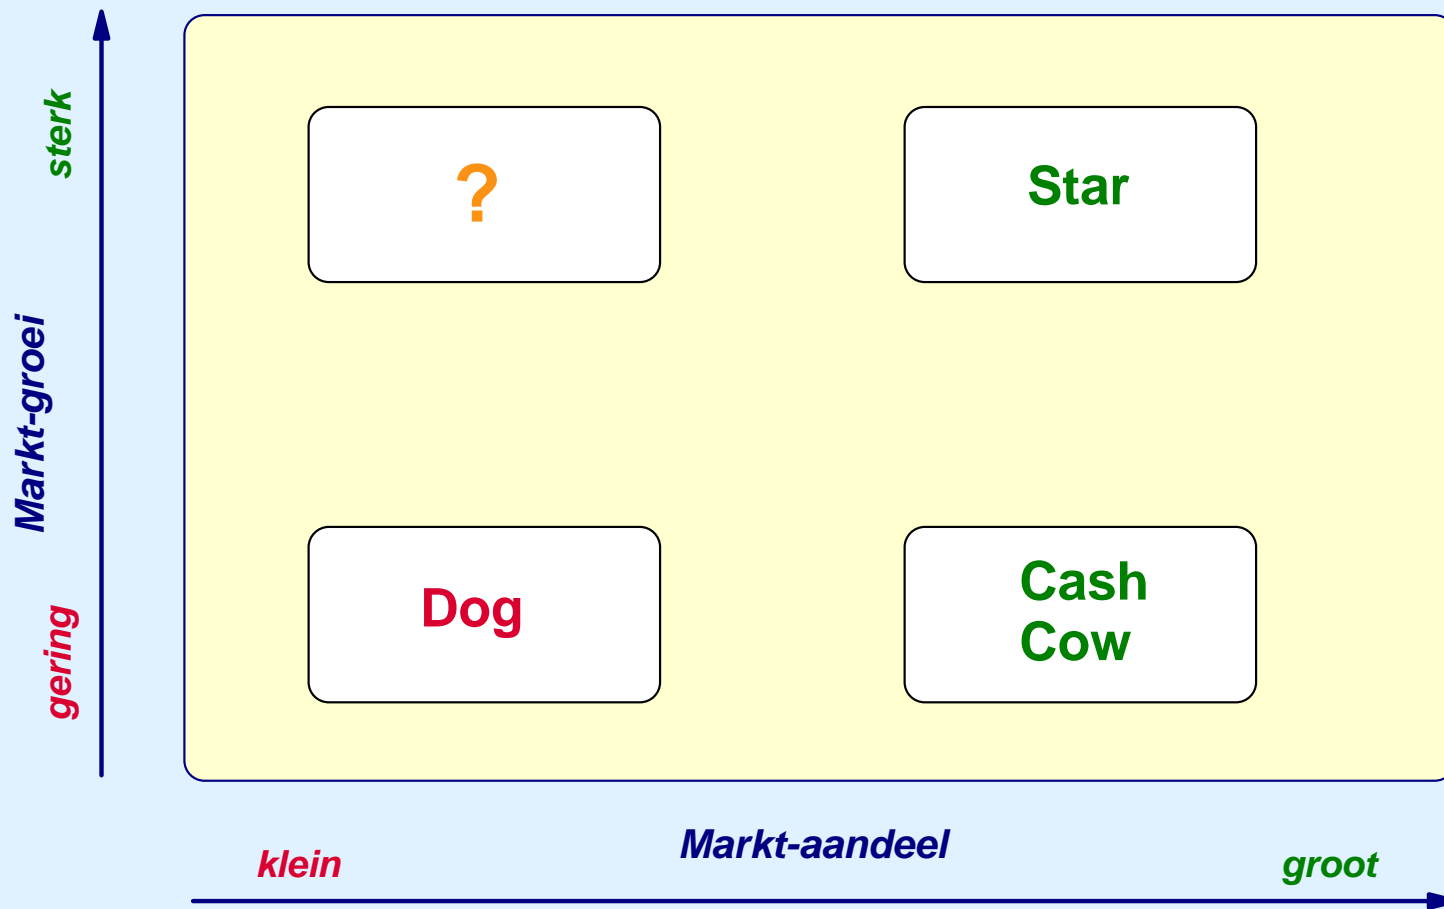 sterk
?
Star
Markt-groei
gering
Dog
Cash
Cow
klein
Markt-aandeel
groot